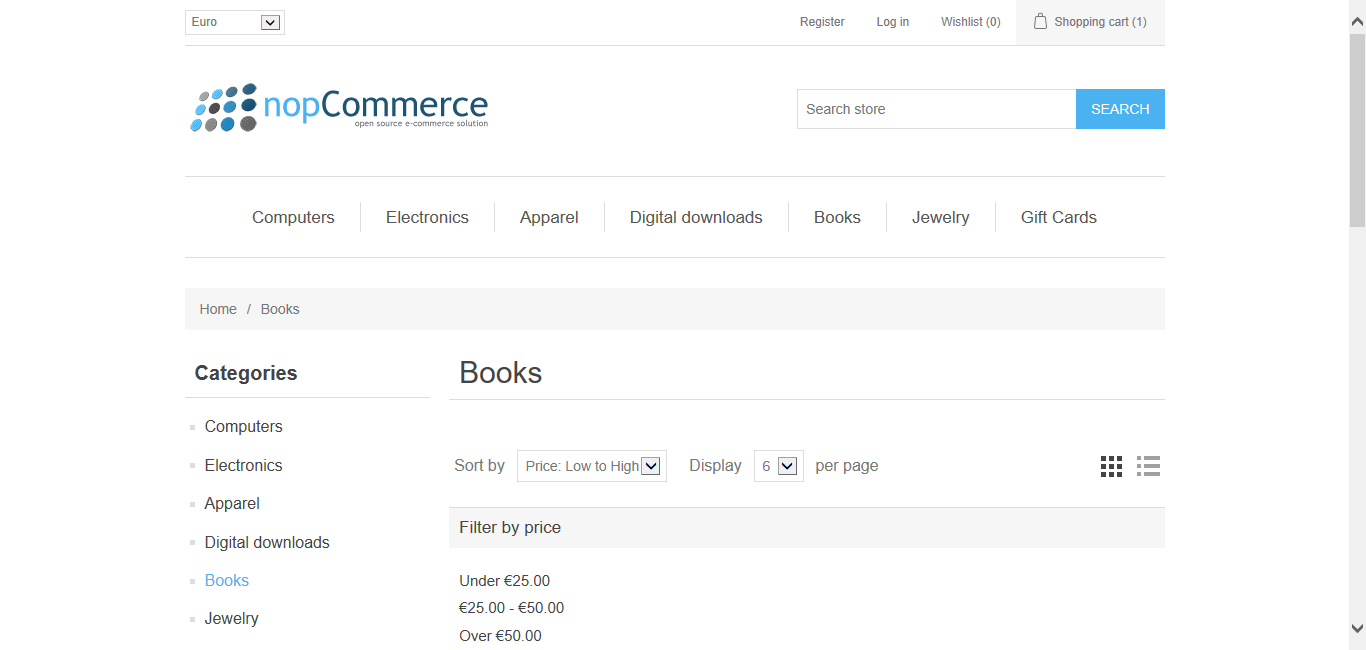 Euro
Register Log in Wishlist (0) Shopping cart (1)
nopCommerce
open source e-commerce solution
Search store SEARCH
Computers Electronics Apparel Digital downloads Books Jewelry Gift Cards
Home / Books
Categories
Computers
Electronics
Apparel
Digital downloads
Books
Jewelry
Books
Sort by Price: Low to High Display 6 per page
Filter by price
Under €25.00
€25.00 - €50.00
Over €50.00